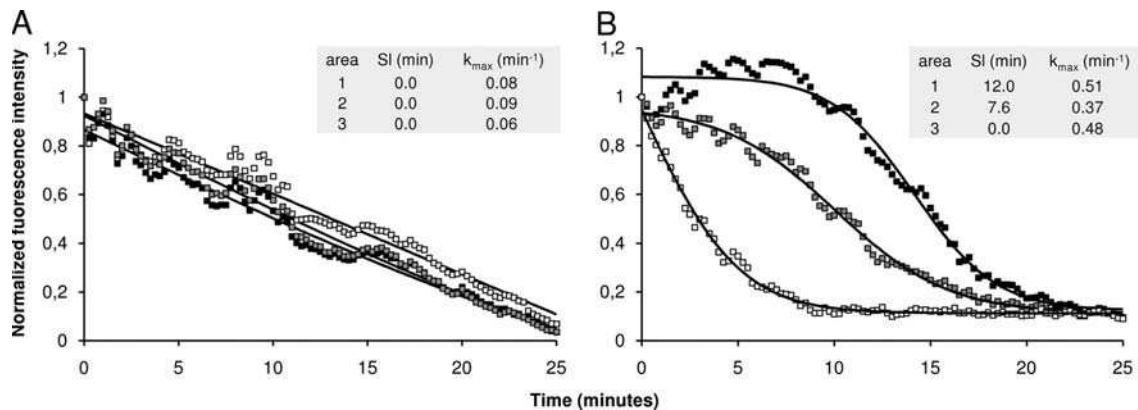 A
B
area SI (min) kmax (min-1)
1 0.0 0.08
2 0.0 0.09
3 0.0 0.06
area SI (min) kmax (min-1)
1 12.0 0.51
2 7.6 0.37
3 0.0 0.48
Normalized fuorescence intensity
1,2
1
0,8
0,6
0,4
0,2
0
0 5 10 15 20 25
1,2
1
0,8
0,6
0,4
0,2
0
0 5 10 15 20 25
Time (minutes)